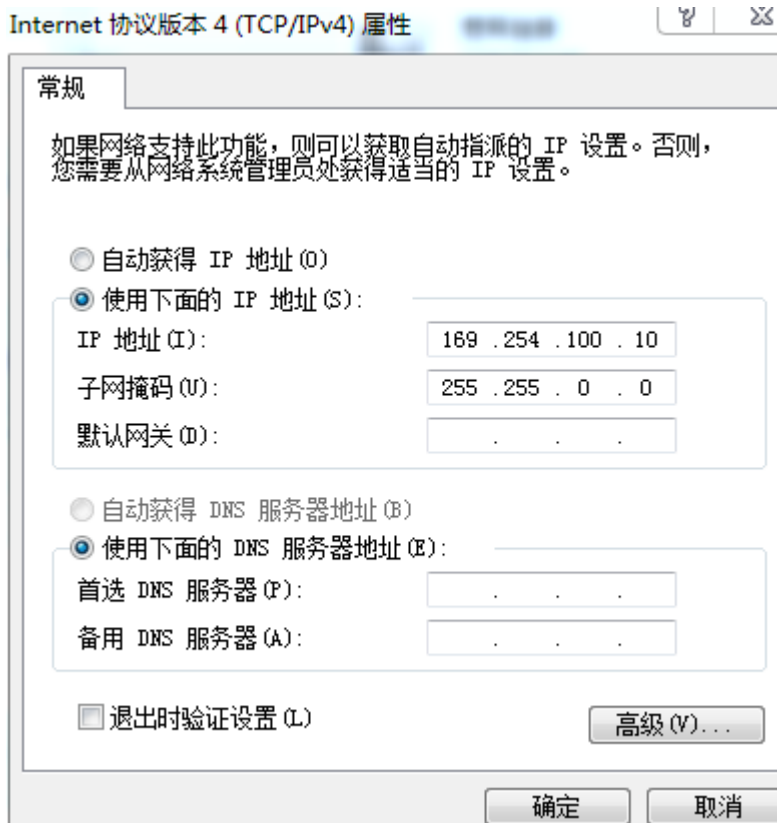 Internet 协议版本 4 (TCP/IPv4) 属性
常规
如果网络支持此功能，则可以获取自动指派的 IP 设置。否则，
您需要从网络系统管理员处获得适当的 IP 设置。
自动获得 IP 地址(O)
使用下面的 IP 地址(S):
IP 地址(I): 169 .254 .100 . 10
子网掩码(U): 255 .255 . 0 . 0
默认网关(D): . . .
自动获得 DNS 服务器地址(B)
使用下面的 DNS 服务器地址(E):
首选 DNS 服务器(P): . . .
备用 DNS 服务器(A): . . .
退出时验证设置(L)
高级(V)...
确定 取消